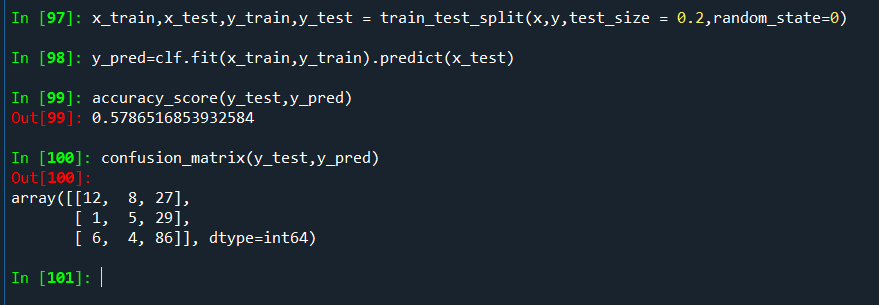 In [97]: x_train,x_test,y_train,y_test = train_test_split(x,y,test_size = 0.2,random_state=0)
In [98]: y_pred=clf.fit(x_train,y_train).predict(x_test)
In [99]: accuracy_score(y_test,y_pred)
Out[99]: 0.5786516853932584
In [100]: confusion_matrix(y_test,y_pred)
Out[100]:
array([[12,  8, 27],
       [ 1,  5, 29],
       [ 6,  4, 86]], dtype=int64)
In [101]: